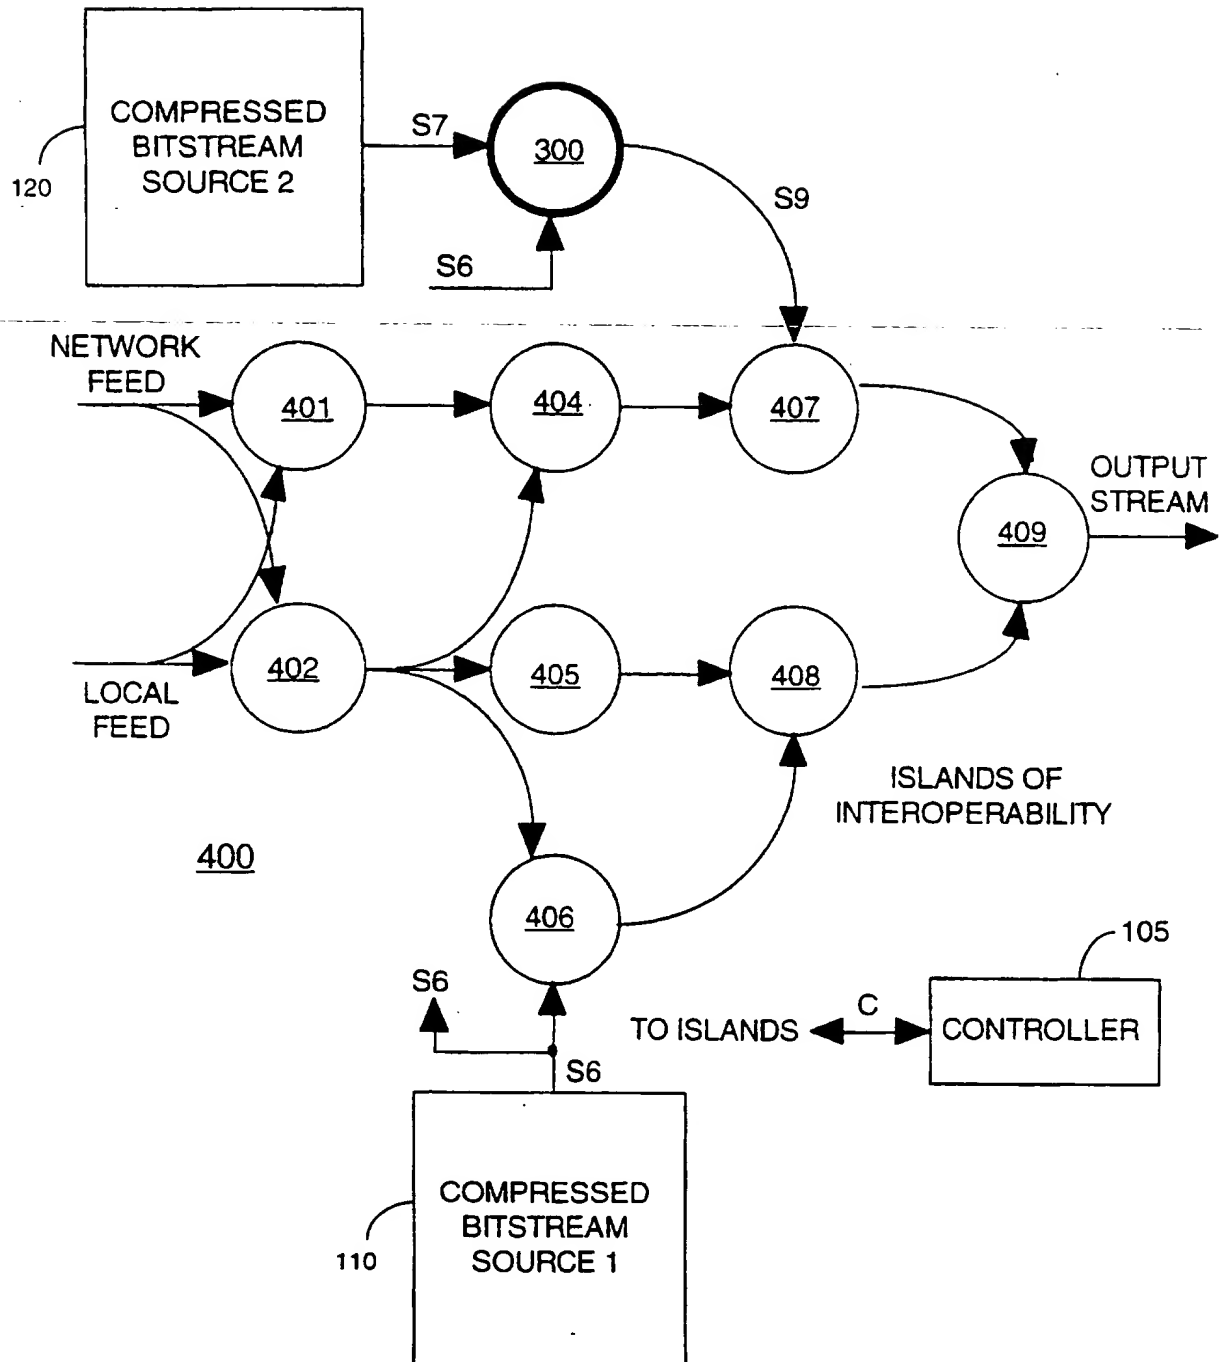 COMPRESSED
BITSTREAM
SOURCE 2
120
S7
300
S9
S6
NETWORK
FEED
401
404
407
OUTPUT
STREAM
409
402
405
408
LOCAL
FEED
ISLANDS OF
INTEROPERABILITY
400
406
105
S6
TO ISLANDS
C
CONTROLLER
S6
COMPRESSED
BITSTREAM
SOURCE 1
110